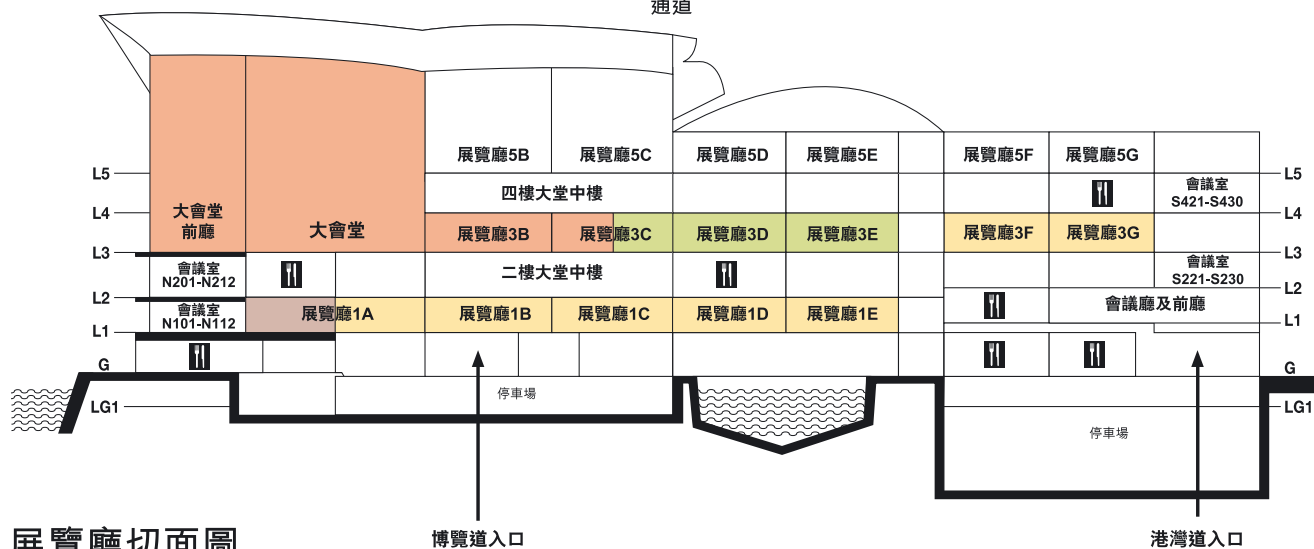 通道
展覽廳5B
展覽廳5C
展覽廳5D
展覽廳5E
展覽廳5F
展覽廳5G
L5
L5
四樓大堂中樓
會議室
S421-S430
L4
L4
大會堂
前廳
大會堂
展覽廳3B
展覽廳3C
展覽廳3D
展覽廳3E
展覽廳3F
展覽廳3G
L3
L3
會議室
N201-N212
二樓大堂中樓
會議室
S221-S230
L2
L2
會議室
N101-N112
展覽廳1A
展覽廳1B
展覽廳1C
展覽廳1D
展覽廳1E
會議廳及前廳
L1
L1
G
G
停車場
LG1
LG1
停車場
展覽廳切面圖
博覽道入口
港灣道入口